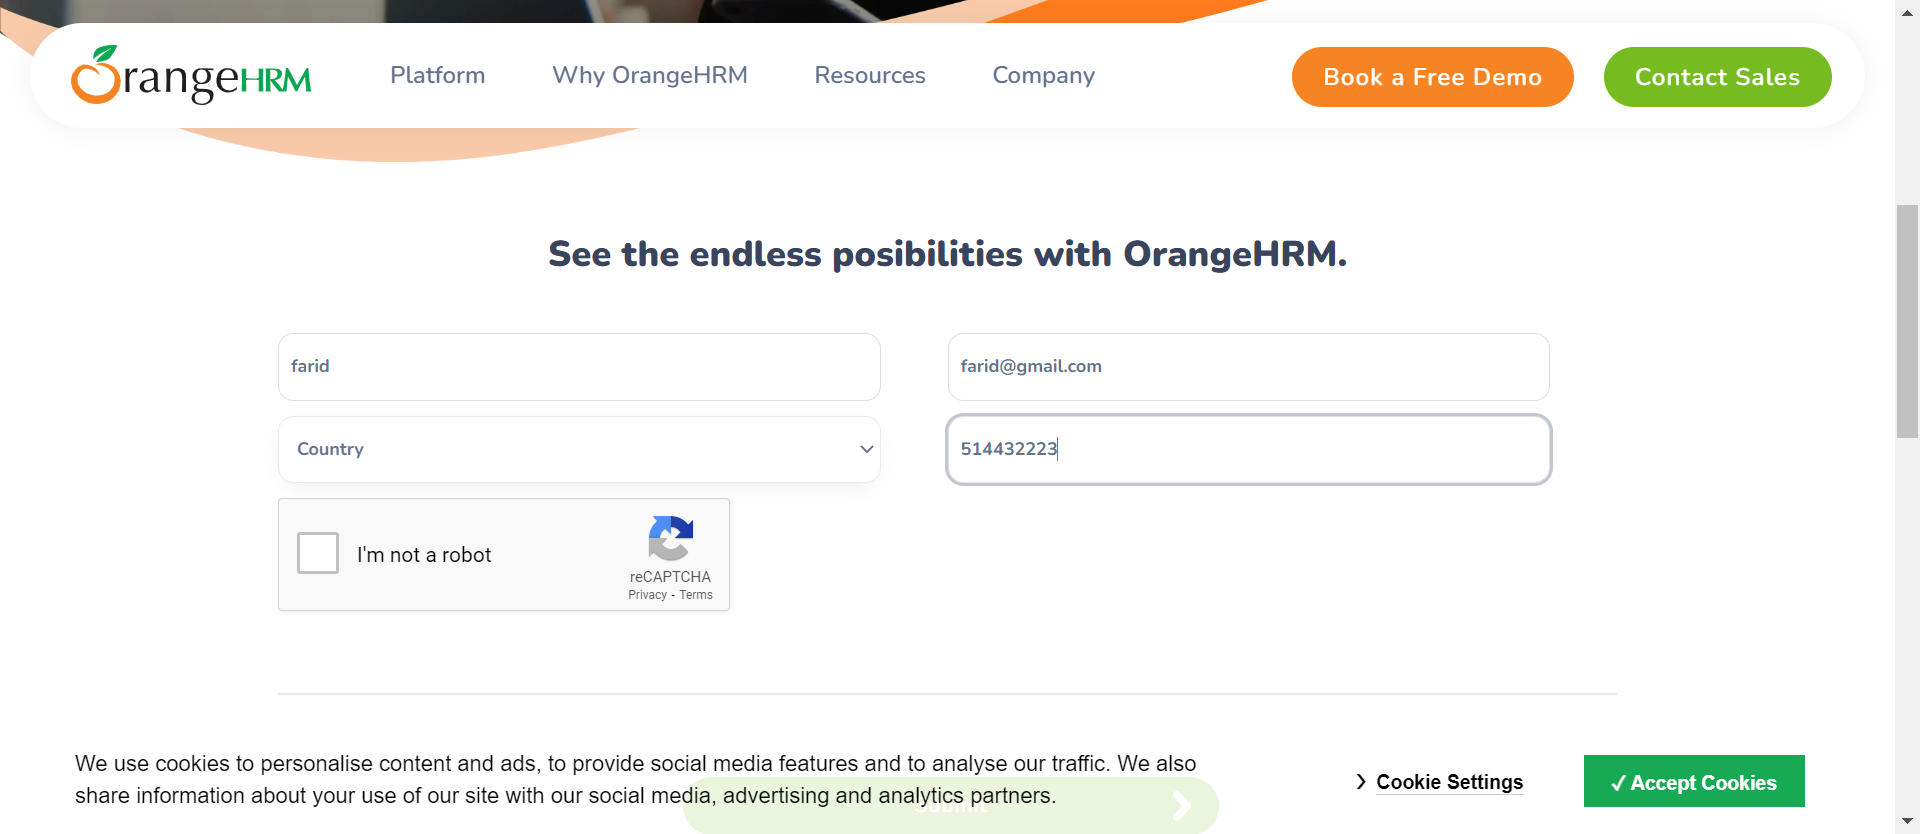 OrangeHRM
Platform
Why OrangeHRM
Resources
Company
Book a Free Demo
Contact Sales
See the endless posibilities with OrangeHRM.
farid
farid@gmail.com
Country
514432223
I'm not a robot
reCAPTCHA
Privacy - Terms
We use cookies to personalise content and ads, to provide social media features and to analyse our traffic. We also
share information about your use of our site with our social media, advertising and analytics partners.
Submit
Cookie Settings
✓ Accept Cookies